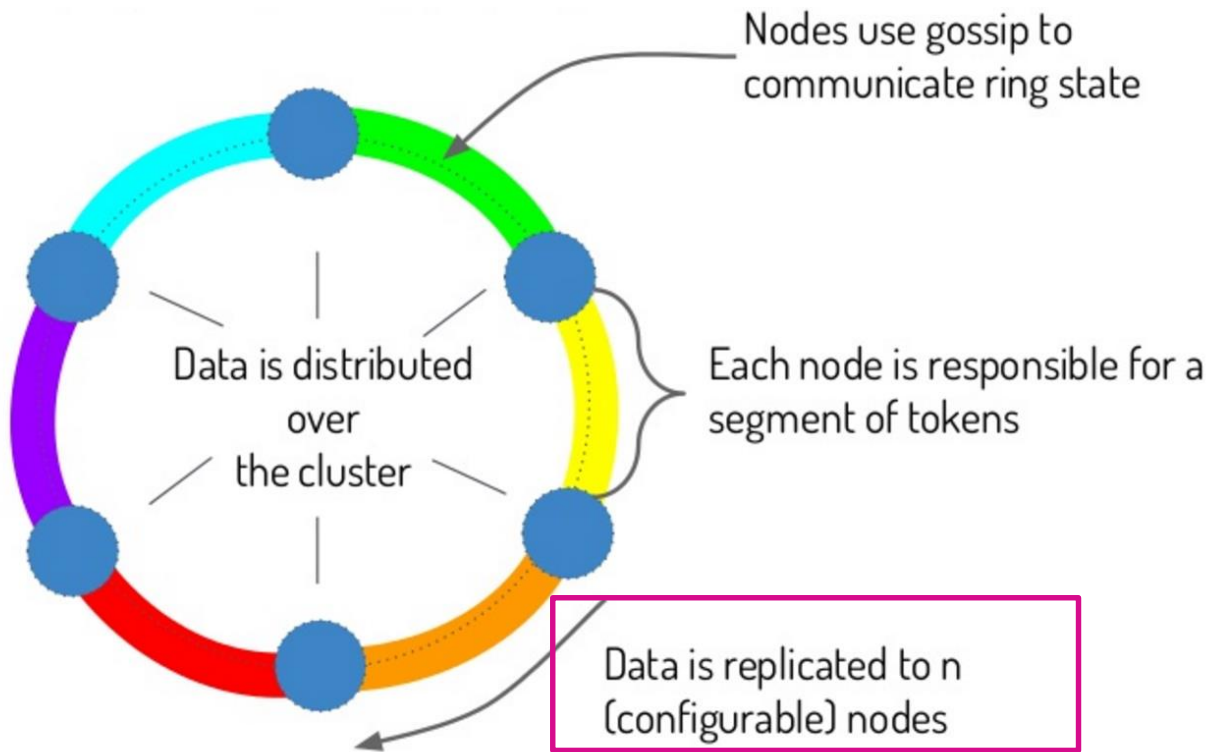 Nodes use gossip to
communicate ring state
Data is distributed
over
the cluster
Each node is responsible for a
segment of tokens
Data is replicated to n
(configurable) nodes